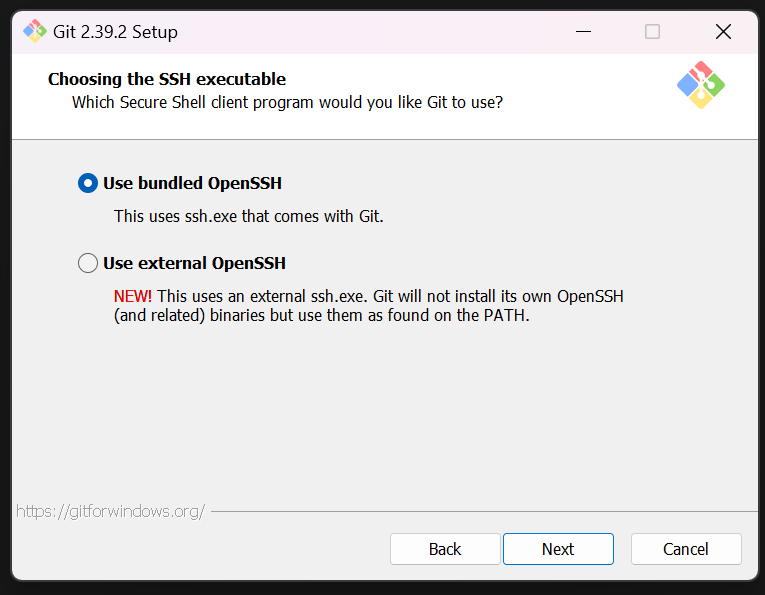 Git 2.39.2 Setup
Choosing the SSH executable
Which Secure Shell client program would you like Git to use?
Use bundled OpenSSH
This uses ssh.exe that comes with Git.
Use external OpenSSH
NEW! This uses an external ssh.exe. Git will not install its own OpenSSH
(and related) binaries but use them as found on the PATH.
https://gitforwindows.org/
Back Next Cancel